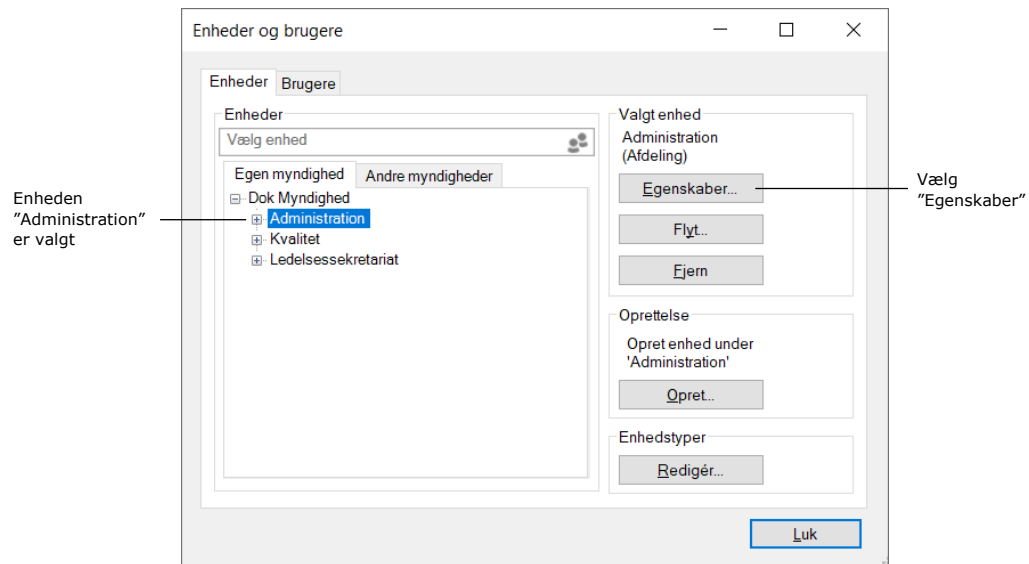 Enheder og brugere
Enheder Brugere
Enheder
Vælg enhed
Egen myndighed Andre myndigheder
Dok Myndighed
Administration
Kvalitet
Ledelsessekretariat
Enheden
”Administration”
er valgt
Valgt enhed
Administration
(Afdeling)
Egenskaber...
Flyt...
Fjern
Vælg
”Egenskaber”
Oprettelse
Opret enhed under
'Administration'
Opret...
Enhedstyper
Redigér...
Luk